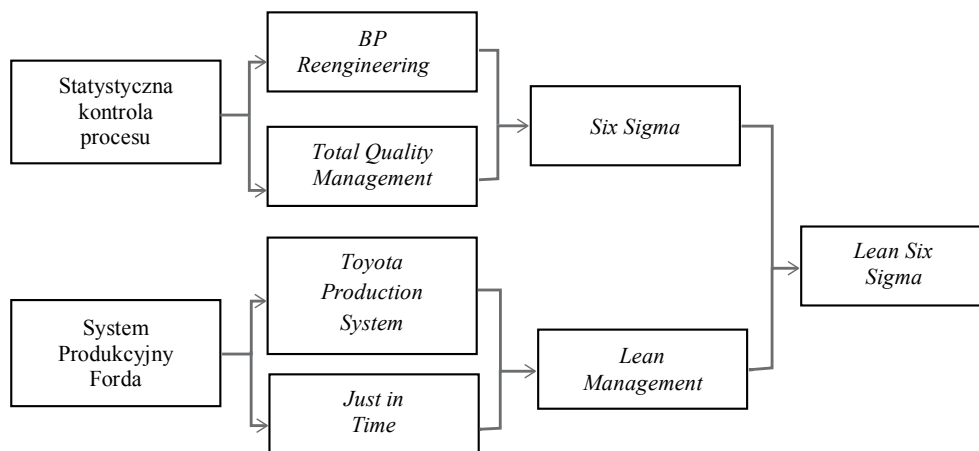 Statystyczna
kontrola
procesu
BP
Reengineering
Total Quality
Management
Six Sigma
System
Produkcyjny
Forda
Toyota
Production
System
Just in
Time
Lean
Management
Lean Six
Sigma